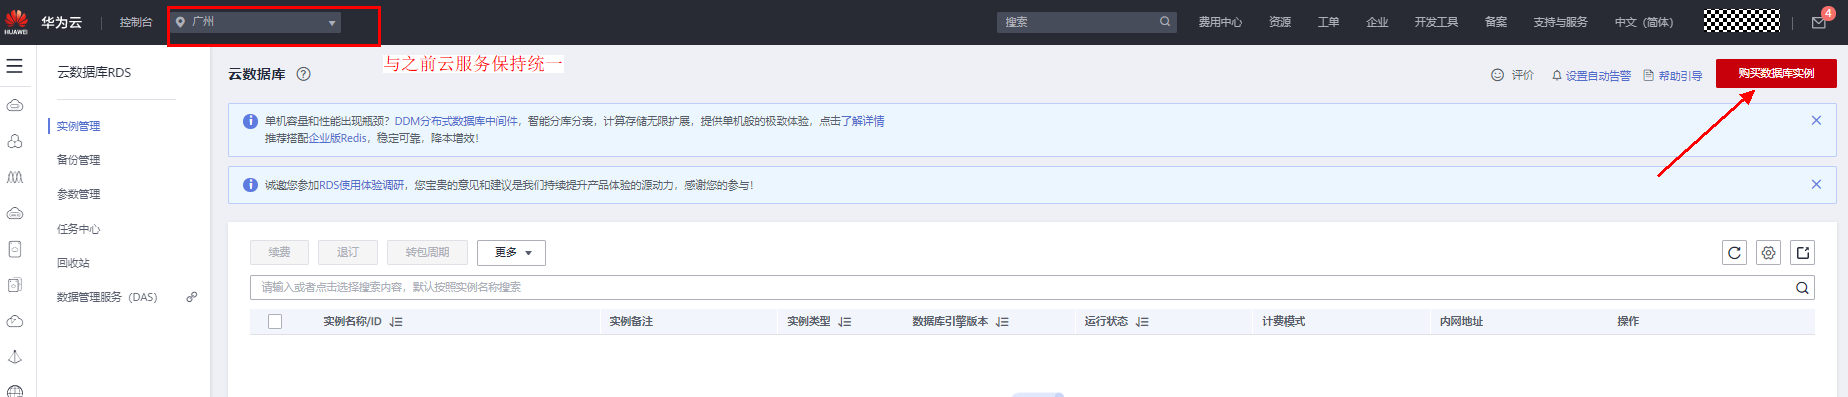 HUAWEI
华为云
控制台
广州
搜索
费用中心
资源
工单
企业
开发工具
备案
支持与服务
中文（简体）
4
与之前云服务保持统一
云数据库RDS
实例管理
备份管理
参数管理
任务中心
回收站
数据管理服务（DAS）
云数据库
评价
设置自动告警
帮助引导
购买数据库实例
单机容量和性能出现瓶颈？DDM分布式数据库中间件，智能分库分表，计算存储无限扩展，提供单机般的极致体验，点击了解详情
推荐搭配企业版Redis，稳定可靠，降本增效！
诚邀您参加RDS使用体验调研，您宝贵的意见和建议是我们持续提升产品体验的源动力，感谢您的参与！
续费
退订
转包周期
更多
请输入或者点击选择搜索内容，默认按照实例名称搜索
实例名称/ID
实例备注
实例类型
数据库引擎版本
运行状态
计费模式
内网地址
操作